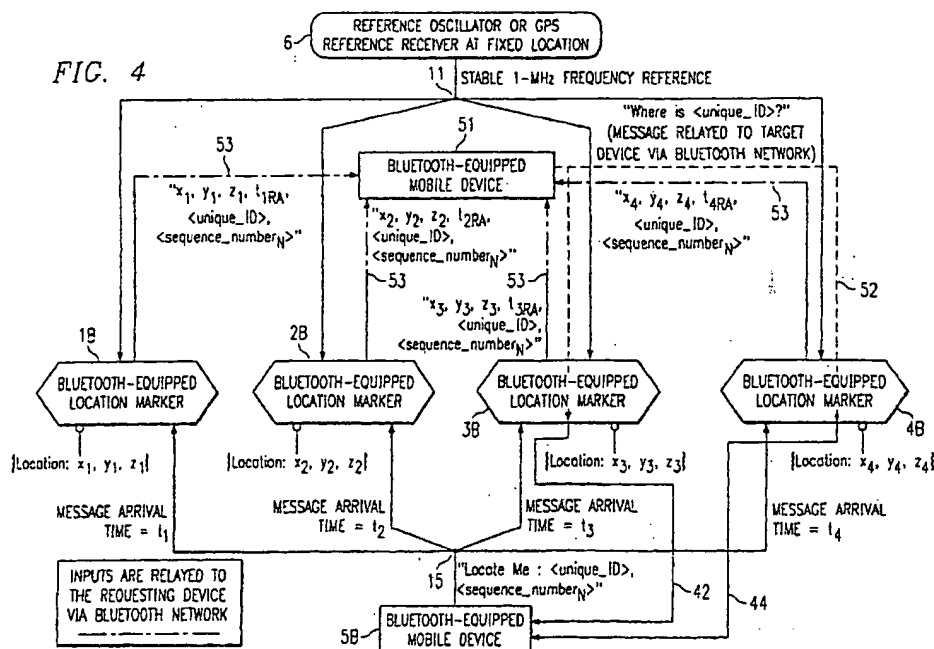 REFERENCE OSCILLATOR OR GPS
REFERENCE RECEIVER AT FIXED LOCATION
6
FIG. 4
11
STABLE 1-MHz FREQUENCY REFERENCE
"Where is <unique_ID>?"
(MESSAGE RELAYED TO TARGET
DEVICE VIA BLUETOOTH NETWORK)
51
BLUETOOTH-EQUIPPED
MOBILE DEVICE
53
"x1, y1, z1, t1RA,
<unique_ID>,
<sequence_numberN>"
"x2, y2, z2, t2RA,
<unique_ID>,
<sequence_numberN>"
53
"x3, y3, z3, t3RA,
<unique_ID>,
<sequence_numberN>"
53
"x4, y4, z4, t4RA,
<unique_ID>,
<sequence_numberN>"
53
52
1B
BLUETOOTH-EQUIPPED
LOCATION MARKER
2B
BLUETOOTH-EQUIPPED
LOCATION MARKER
3B
BLUETOOTH-EQUIPPED
LOCATION MARKER
4B
BLUETOOTH-EQUIPPED
LOCATION MARKER
{Location: x1, y1, z1}
{Location: x2, y2, z2}
{Location: x3, y3, z3}
{Location: x4, y4, z4}
MESSAGE ARRIVAL
TIME = t1
MESSAGE ARRIVAL
TIME = t2
MESSAGE ARRIVAL
TIME = t3
MESSAGE ARRIVAL
TIME = t4
15
"Locate Me : <unique_ID>,
<sequence_numberN>"
42
44
INPUTS ARE RELAYED TO
THE REQUESTING DEVICE
VIA BLUETOOTH NETWORK
5B
BLUETOOTH-EQUIPPED
MOBILE DEVICE